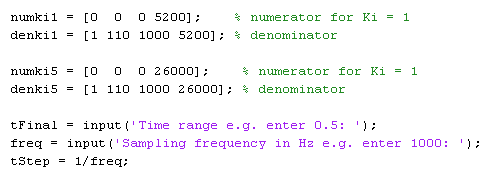 numki1 = [0 0 0 5200]; % numerator for Ki = 1
denki1 = [1 110 1000 5200]; % denominator
numki5 = [0 0 0 26000]; % numerator for Ki = 1
denki5 = [1 110 1000 26000]; % denominator
tFinal = input('Time range e.g. enter 0.5: ');
freq = input('Sampling frequency in Hz e.g. enter 1000: ');
tStep = 1/freq;